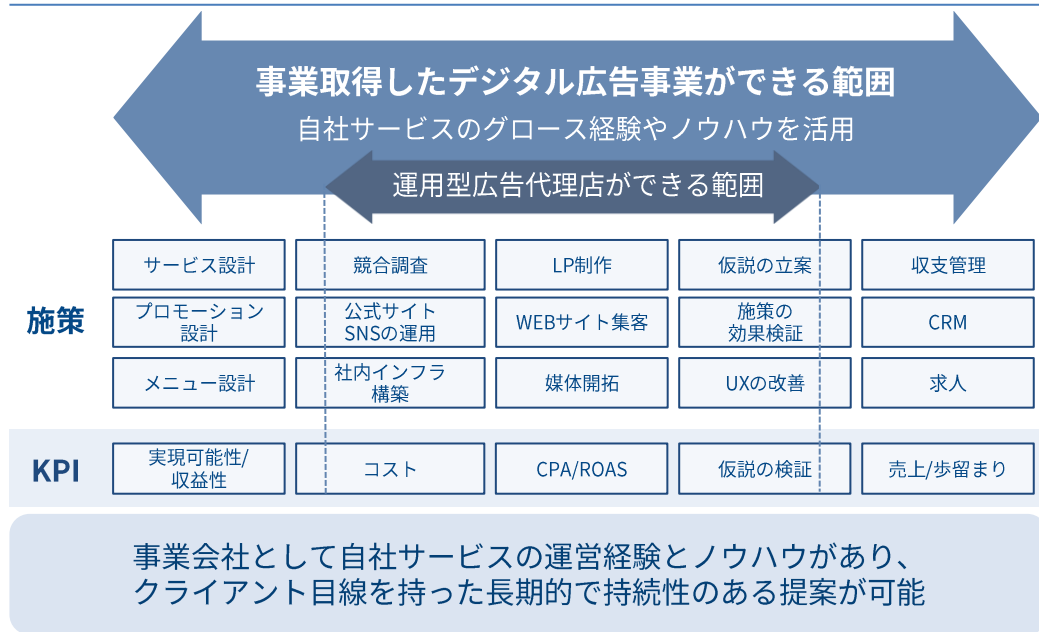 事業取得したデジタル広告事業ができる範囲
自社サービスのグロース経験やノウハウを活用
運用型広告代理店ができる範囲
施策
サービス設計
競合調査
LP制作
仮説の立案
収支管理
プロモーション
設計
公式サイト
SNSの運用
WEBサイト集客
施策の
効果検証
CRM
メニュー設計
社内インフラ
構築
媒体開拓
UXの改善
求人
KPI
実現可能性/
収益性
コスト
CPA/ROAS
仮説の検証
売上/歩留まり
事業会社として自社サービスの運営経験とノウハウがあり、
クライアント目線を持った長期的で持続性のある提案が可能